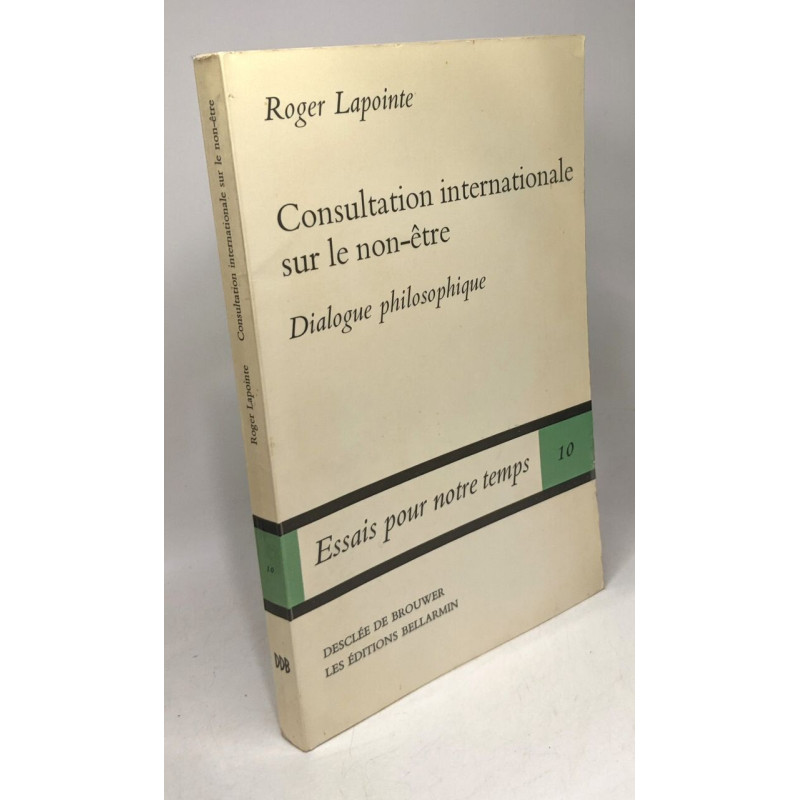 Roger Lapointe
Consultation internationale
sur le non-être
Dialogue philosophique
Essais pour notre temps
10
DESCLÉE DE BROUWER
LES ÉDITIONS BELLARMIN
Roger Lapointe Consultation internationale sur le non-être
10
DDB